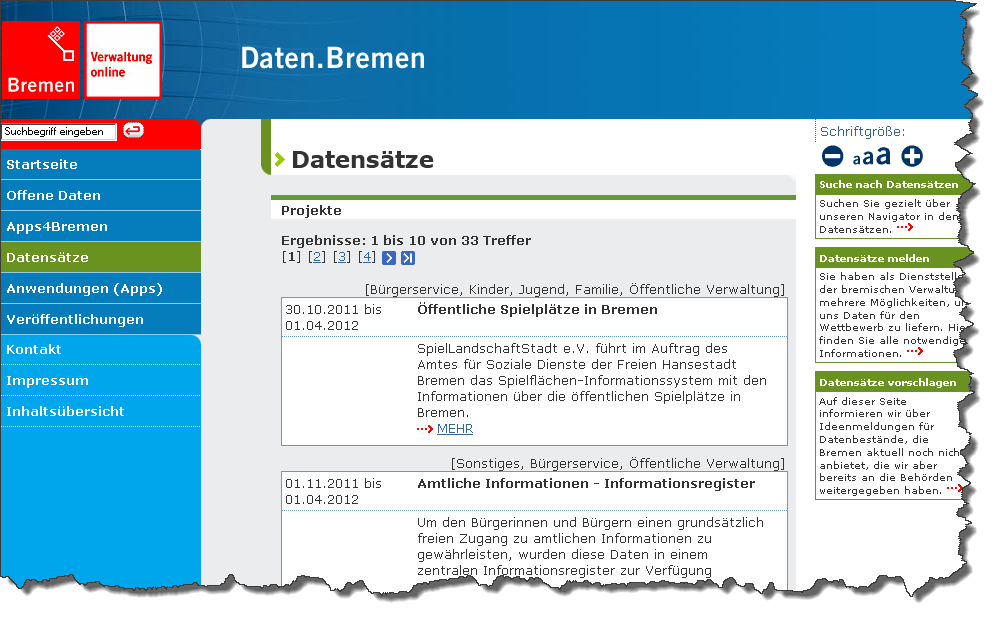 Bremen
Verwaltung
online
Daten.Bremen
Suchbegriff eingeben
Startseite
Offene Daten
Apps4Bremen
Datensätze
Anwendungen (Apps)
Veröffentlichungen
Kontakt
Impressum
Inhaltsübersicht
Datensätze
Projekte
Ergebnisse: 1 bis 10 von 33 Treffer
[1] [2] [3] [4]
[Bürgerservice, Kinder, Jugend, Familie, Öffentliche Verwaltung]
30.10.2011 bis
01.04.2012
Öffentliche Spielplätze in Bremen
SpielLandschaftStadt e.V. führt im Auftrag des
Amtes für Soziale Dienste der Freien Hansestadt
Bremen das Spielflächen-Informationssystem mit den
Informationen über die öffentlichen Spielplätze in
Bremen.
MEHR
[Sonstiges, Bürgerservice, Öffentliche Verwaltung]
01.11.2011 bis
01.04.2012
Amtliche Informationen - Informationsregister
Um den Bürgerinnen und Bürgern einen grundsätzlich
freien Zugang zu amtlichen Informationen zu
gewährleisten, wurden diese Daten in einem
zentralen Informationsregister zur Verfügung
Schriftgröße:
aaa
Suche nach Datensätzen
Suchen Sie gezielt über
unseren Navigator in den
Datensätzen.
Datensätze melden
Sie haben als Dienststell
der bremischen Verwaltu
mehrere Möglichkeiten, u
uns Daten für den
Wettbewerb zu liefern. Hie
finden Sie alle notwendige
Informationen.
Datensätze vorschlagen
Auf dieser Seite
informieren wir über
Ideenmeldungen für
Datenbestände, die
Bremen aktuell noch nich
anbietet, die wir aber
bereits an die Behörden
weitergegeben haben.